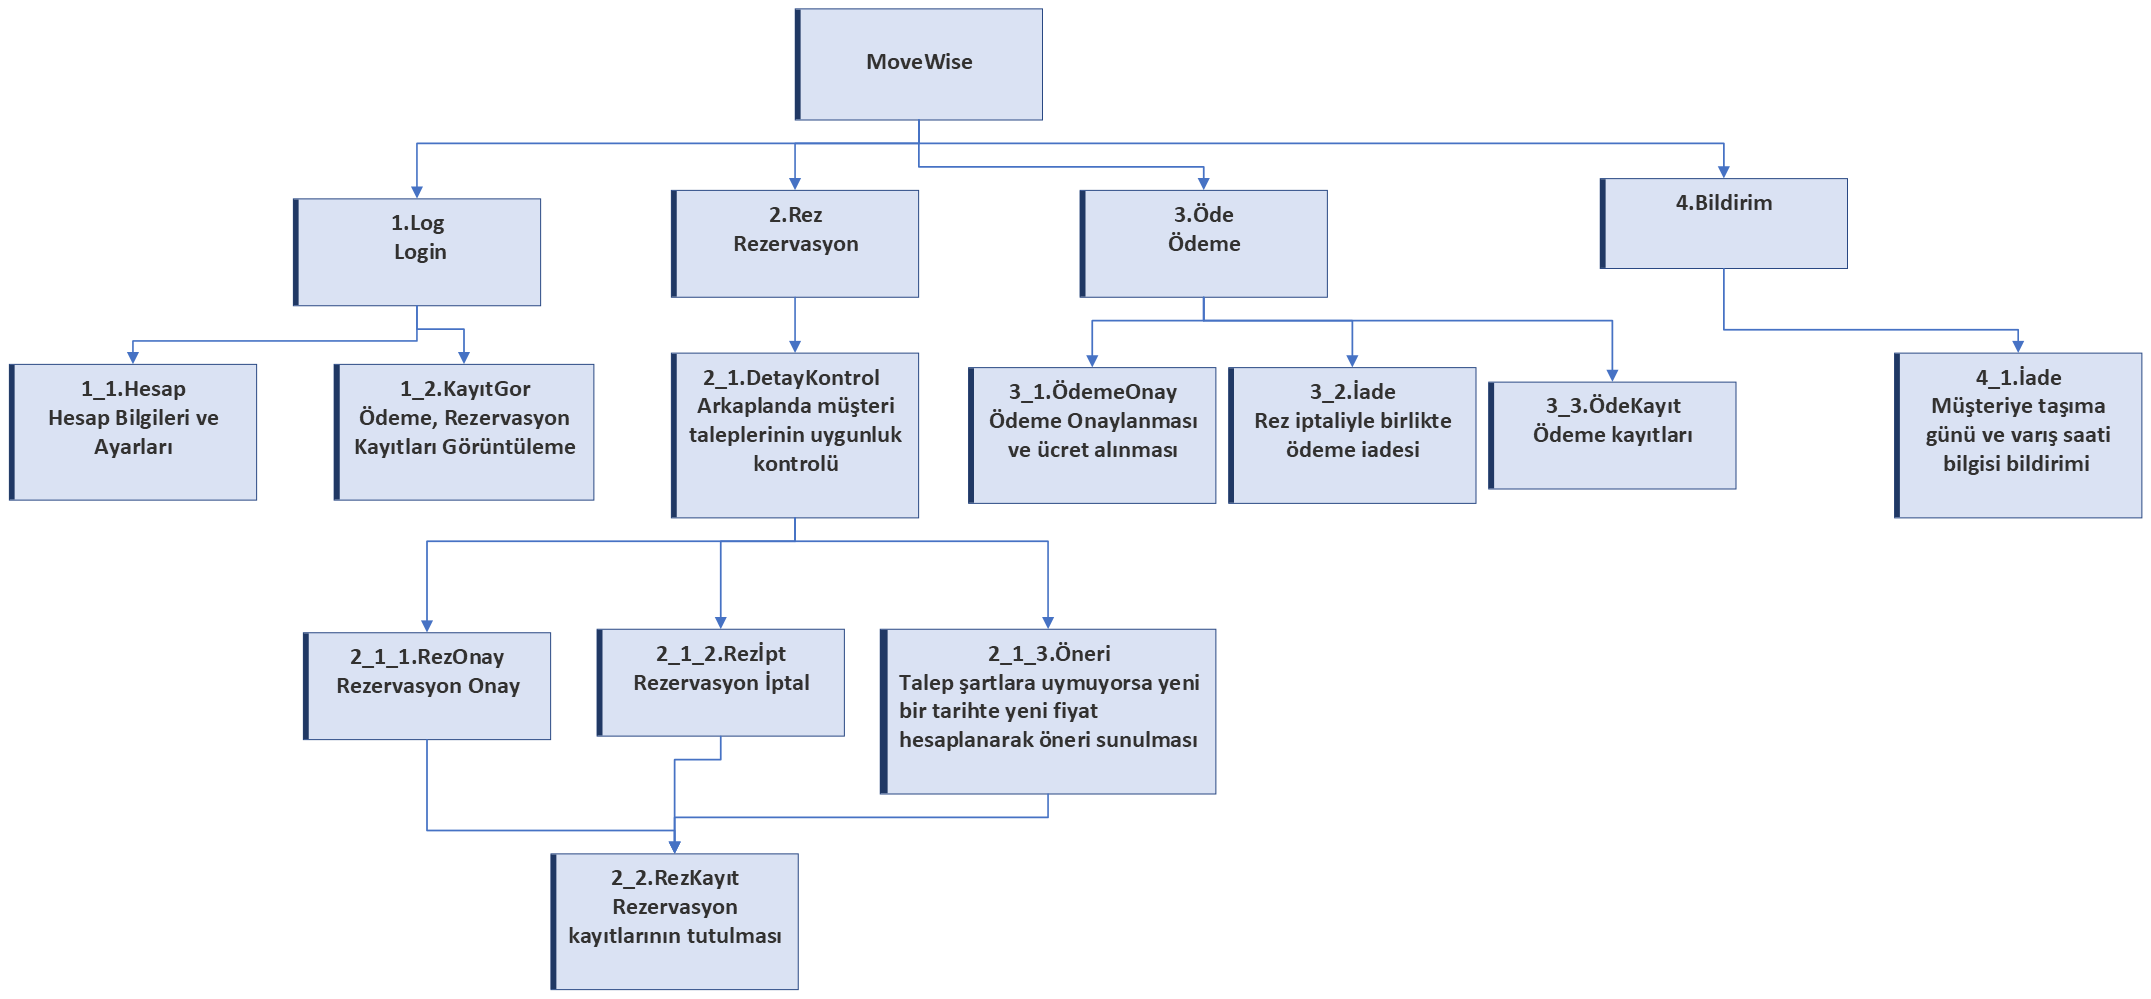 MoveWise
1.Log
Login
2.Rez
Rezervasyon
3.Öde
Ödeme
4.Bildirim
1_1.Hesap
Hesap Bilgileri ve
Ayarları
1_2.KayıtGor
Ödeme, Rezervasyon
Kayıtları Görüntüleme
2_1.DetayKontrol
Arkaplanda müşteri
taleplerinin uygunluk
kontrolü
3_1.ÖdemeOnay
Ödeme Onaylanması
ve ücret alınması
3_2.İade
Rez iptaliyle birlikte
ödeme iadesi
3_3.ÖdeKayıt
Ödeme kayıtları
4_1.İade
Müşteriye taşıma
günü ve varış saati
bilgisi bildirimi
2_1_1.RezOnay
Rezervasyon Onay
2_1_2.Rezİpt
Rezervasyon İptal
2_1_3.Öneri
Talep şartlara uymuyorsa yeni
bir tarihte yeni fiyat
hesaplanarak öneri sunulması
2_2.RezKayıt
Rezervasyon
kayıtlarının tutulması